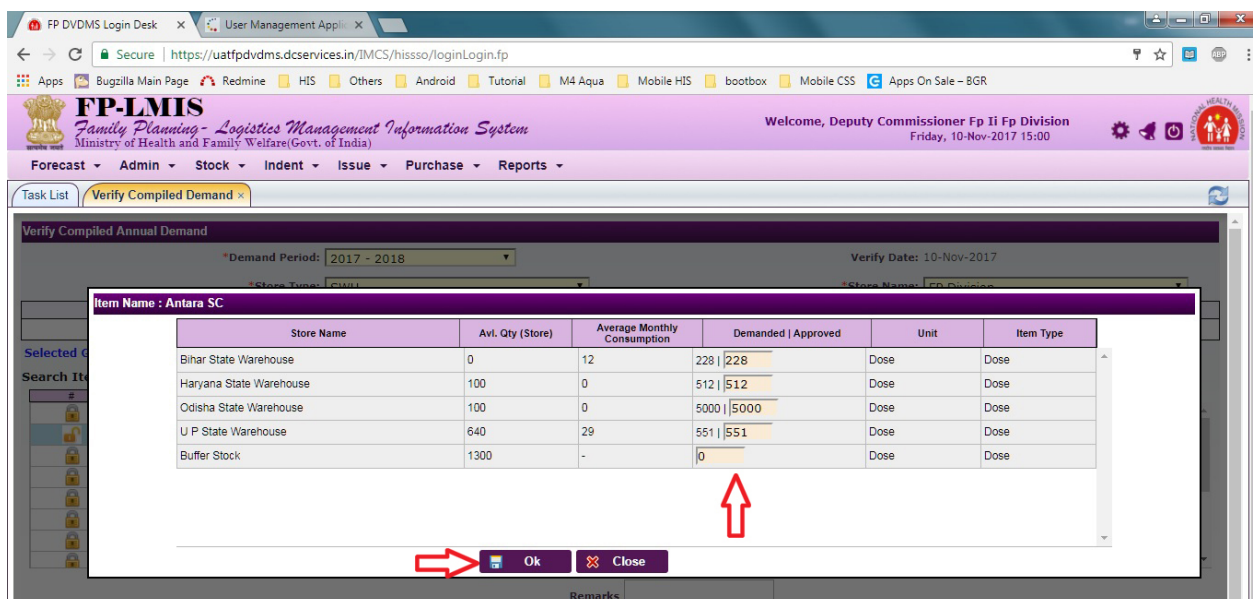 FP DVDMS Login Desk User Management Applic
Secure | https://uatfpdvdms.dcservices.in/IMCS/hissso/loginLogin.fp
Apps Bugzilla Main Page Redmine HIS Others Android Tutorial M4 Aqua Mobile HIS bootbox Mobile CSS Apps On Sale – BGR
FP-LMIS
Family Planning - Logistics Management Information System
Ministry of Health and Family Welfare(Govt. of India)
Welcome, Deputy Commissioner Fp Ii Fp Division
Friday, 10-Nov-2017 15:00
Forecast Admin Stock Indent Issue Purchase Reports
Task List Verify Compiled Demand
Verify Compiled Annual Demand
*Demand Period: 2017 - 2018 Verify Date: 10-Nov-2017
*Store Type: *Store Name: FP Division
Item Name : Antara SC
Store Name Avl. Qty (Store) Average Monthly Consumption Demanded | Approved Unit Item Type
Bihar State Warehouse 0 12 228 | 228 Dose Dose
Haryana State Warehouse 100 0 512 | 512 Dose Dose
Odisha State Warehouse 100 0 5000 | 5000 Dose Dose
U P State Warehouse 640 29 551 | 551 Dose Dose
Buffer Stock 1300 - 0 Dose Dose
Selected
Search
#
Ok Close
Remarks